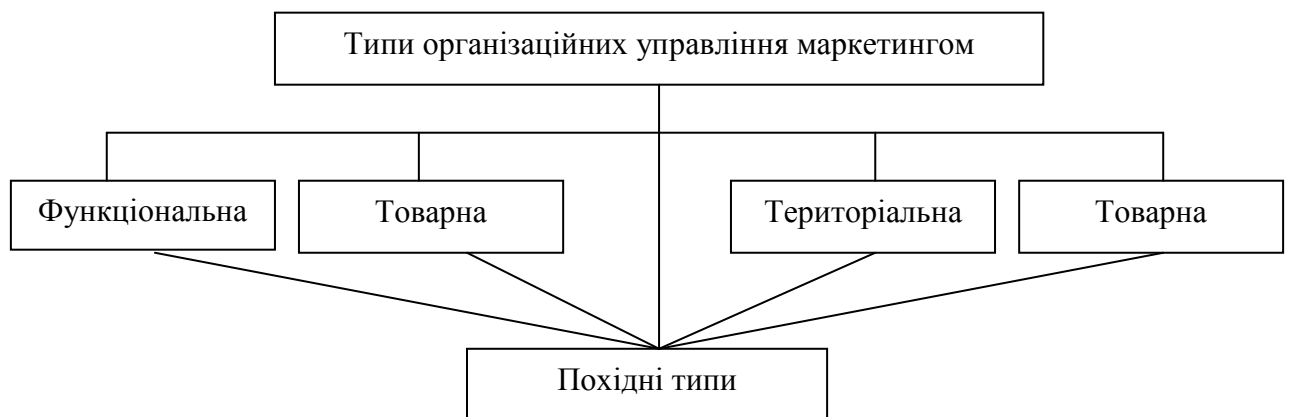 Типи організаційних управління маркетингом
Функціональна
Товарна
Територіальна
Товарна
Похідні типи